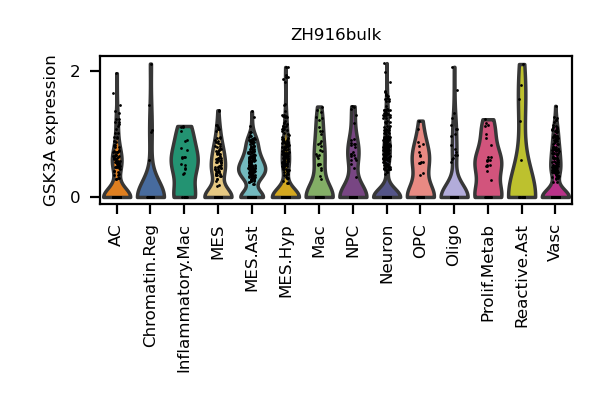 ZH916bulk
GSK3A expression
2
0
AC
Chromatin.Reg
Inflammatory.Mac
MES
MES.Ast
MES.Hyp
Mac
NPC
Neuron
OPC
Oligo
Prolif.Metab
Reactive.Ast
Vasc